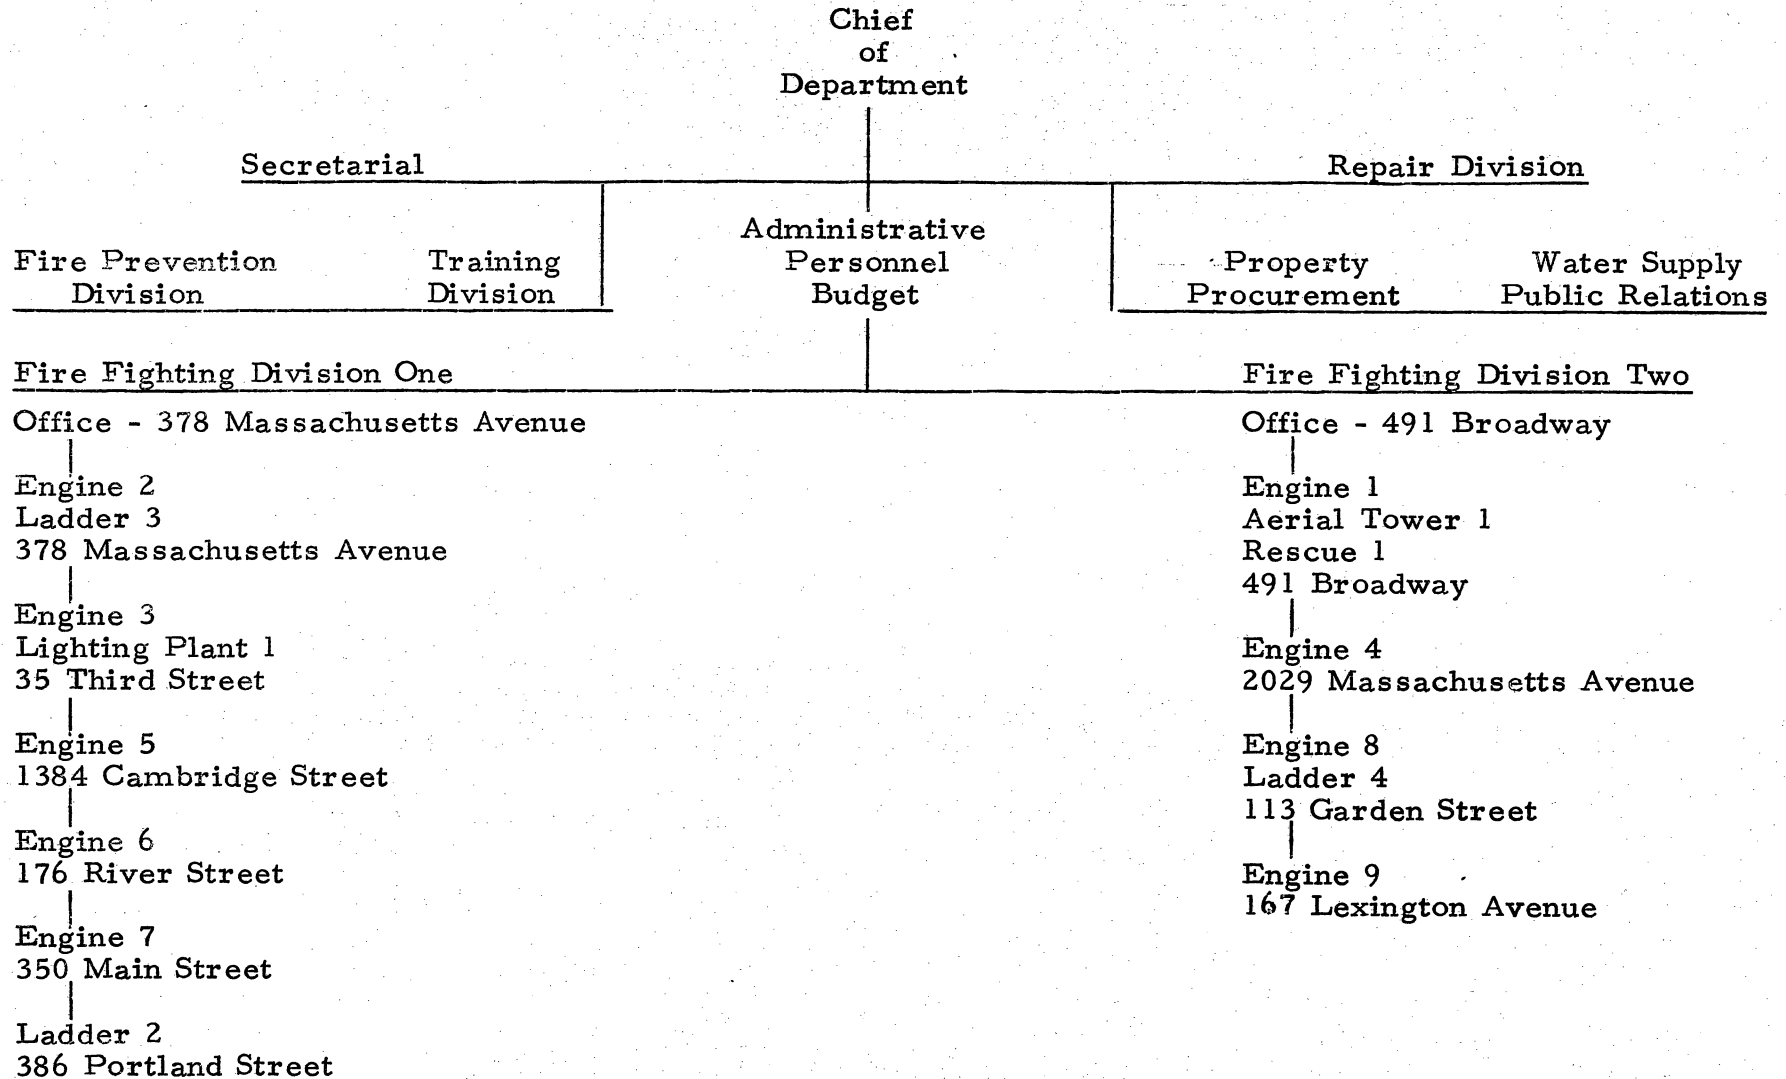 Chief
of
Department
Secretarial
Repair Division
Fire Prevention
Division
Training
Division
Administrative
Personnel
Budget
Property
Procurement
Water Supply
Public Relations
Fire Fighting Division One
Office - 378 Massachusetts Avenue
Engine 2
Ladder 3
378 Massachusetts Avenue
Engine 3
Lighting Plant 1
35 Third Street
Engine 5
1384 Cambridge Street
Engine 6
176 River Street
Engine 7
350 Main Street
Ladder 2
386 Portland Street
Fire Fighting Division Two
Office - 491 Broadway
Engine 1
Aerial Tower 1
Rescue 1
491 Broadway
Engine 4
2029 Massachusetts Avenue
Engine 8
Ladder 4
113 Garden Street
Engine 9
167 Lexington Avenue